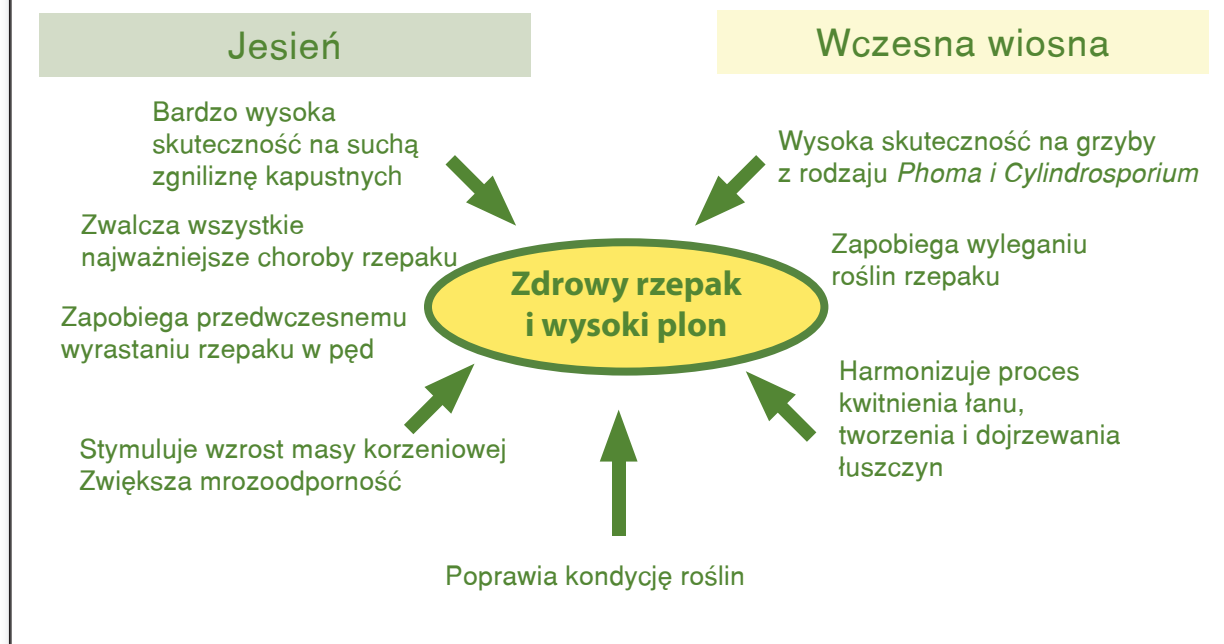 Jesień
Bardzo wysoka
skuteczność na suchą
zgniliznę kapustnych
Zwalcza wszystkie
najważniejsze choroby rzepaku
Zapobiega przedwczesnemu
wyrastaniu rzepaku w pęd
Stymuluje wzrost masy korzeniowej
Zwiększa mrozoodporność
Zdrowy rzepak
i wysoki plon
Poprawia kondycję roślin
Wczesna wiosna
Wysoka skuteczność na grzyby
z rodzaju Phoma i Cylindrosporium
Zapobiega wyleganiu
roślin rzepaku
Harmonizuje proces
kwitnienia łanu,
tworzenia i dojrzewania
łuszczyn